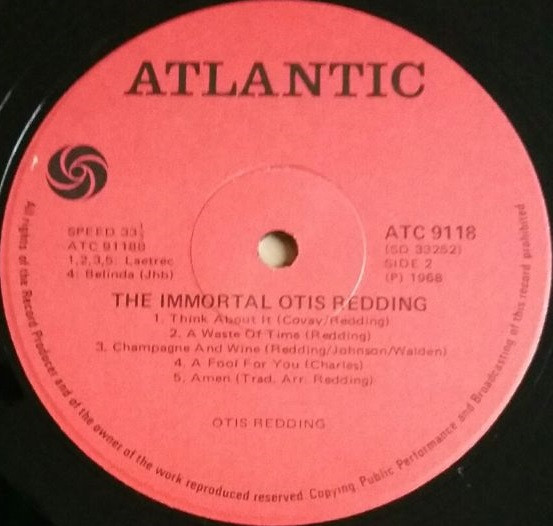 ATLANTIC
SPEED 33⅓
ATC 9118B
1,2,3,5: Laetrec
4: Belinda (Jhb)
ATC 9118
(SD 33252)
SIDE 2
(P) 1968
THE IMMORTAL OTIS REDDING
1. Think About It (Covay/Redding)
2. A Waste Of Time (Redding)
3. Champagne And Wine (Redding/Johnson/Walden)
4. A Fool For You (Charles)
5. Amen (Trad. Arr. Redding)
OTIS REDDING
All rights of the Record Producer and of the owner of the work reproduced reserved. Copying, Public Performance and Broadcasting of this record prohibited